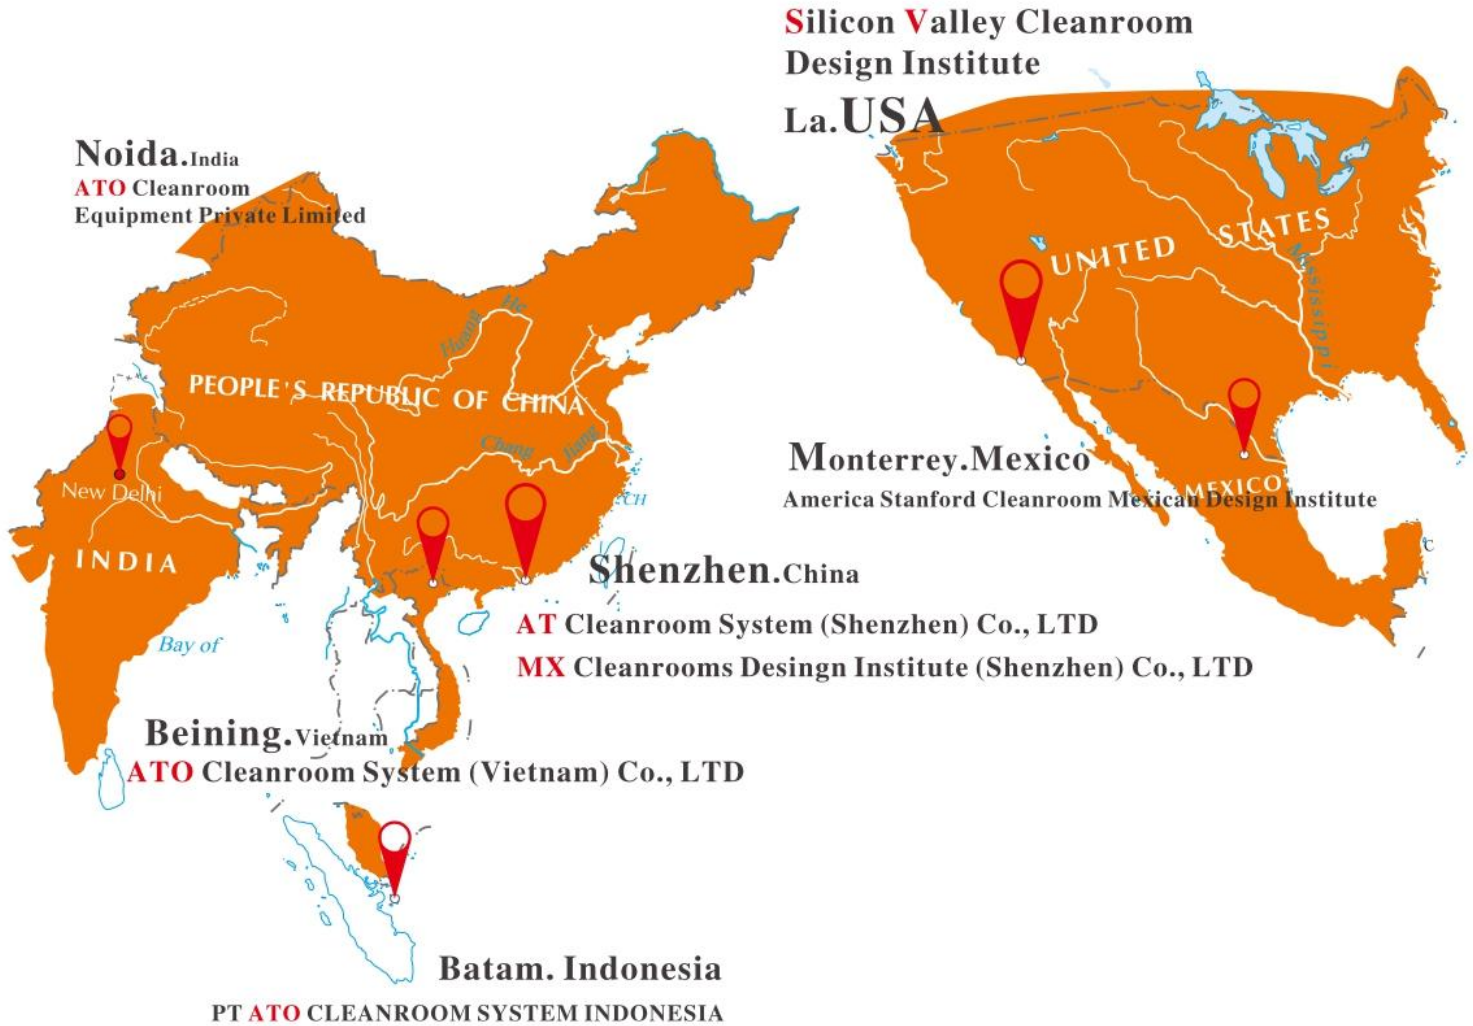 Silicon Valley Cleanroom
Design Institute
La.USA
Noida.India
ATO Cleanroom
Equipment Private Limited
UNITED STATES
Mississippi
Huang He
PEOPLE'S REPUBLIC OF CHINA
Chang Jiang
New Delhi
INDIA
CH
Monterrey.Mexico
MEXICO
America Stanford Cleanroom Mexican Design Institute
C
Shenzhen.China
AT Cleanroom System (Shenzhen) Co., LTD
MX Cleanrooms Desingn Institute (Shenzhen) Co., LTD
Bay of
Beining.Vietnam
ATO Cleanroom System (Vietnam) Co., LTD
S
Batam. Indonesia
PT ATO CLEANROOM SYSTEM INDONESIA